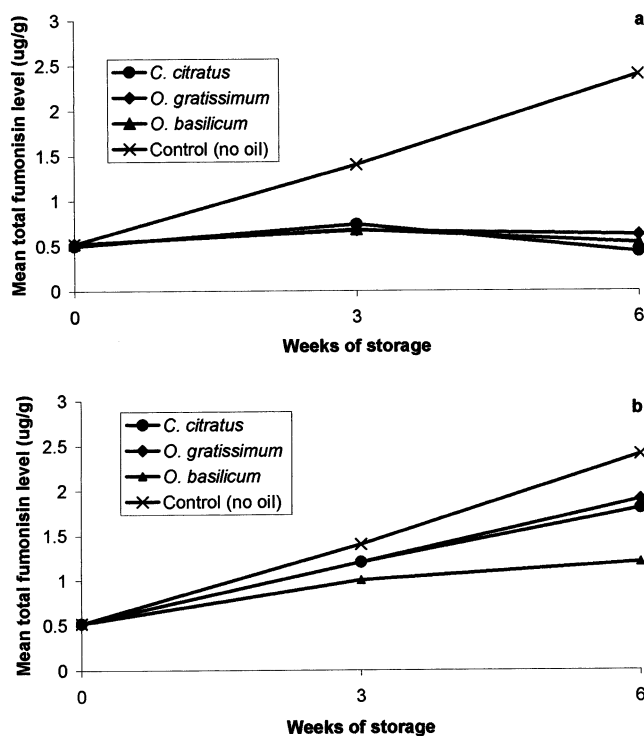 a
Mean total fumonisin level (ug/g)
3
2.5
2
1.5
1
0.5
0
C. citratus
O. gratissimum
O. basilicum
Control (no oil)
0
3
6
Weeks of storage
b
Mean total fumonisin level (ug/g)
3
2.5
2
1.5
1
0.5
0
C. citratus
O. gratissimum
O. basilicum
Control (no oil)
0
3
6
Weeks of storage